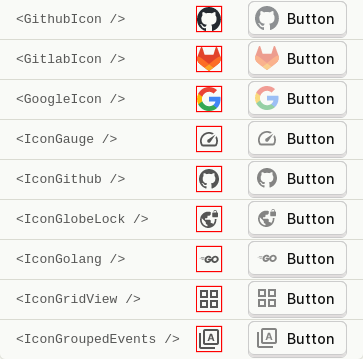 <GithubIcon /> Button
<GitlabIcon /> Button
<GoogleIcon /> G Button
<IconGauge /> Button
<IconGithub /> Button
<IconGlobeLock /> Button
<IconGolang /> GO GO Button
<IconGridView /> Button
<IconGroupedEvents /> A A Button